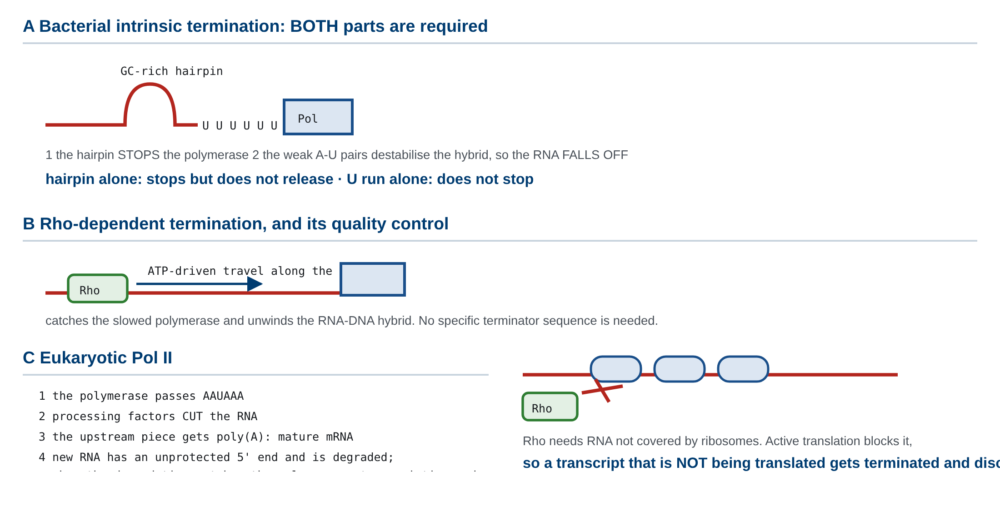 A Bacterial intrinsic termination: BOTH parts are required
GC-rich hairpin
U U U U U U
Pol
1 the hairpin STOPS the polymerase 2 the weak A-U pairs destabilise the hybrid, so the RNA FALLS OFF
hairpin alone: stops but does not release · U run alone: does not stop
B Rho-dependent termination, and its quality control
ATP-driven travel along the
Rho
catches the slowed polymerase and unwinds the RNA-DNA hybrid. No specific terminator sequence is needed.
C Eukaryotic Pol II
1 the polymerase passes AAUAAA
2 processing factors CUT the RNA
3 the upstream piece gets poly(A): mature mRNA
4 new RNA has an unprotected 5' end and is degraded;
Rho
Rho needs RNA not covered by ribosomes. Active translation blocks it,
so a transcript that is NOT being translated gets terminated and